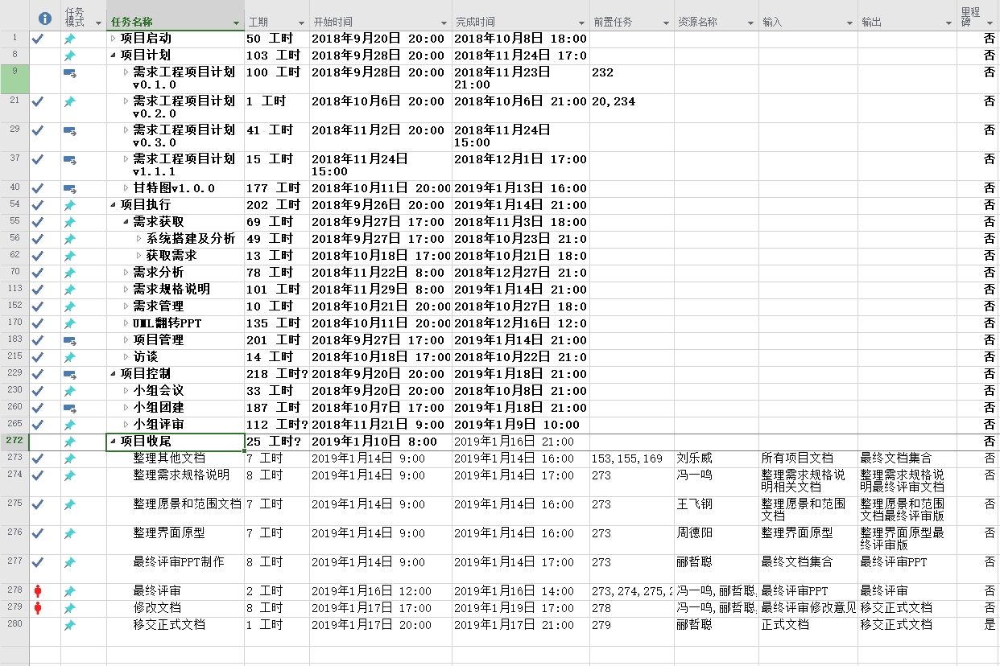 任务模式 任务名称 工期 开始时间 完成时间 前置任务 资源名称 输入 输出 里程碑
1 项目启动 50 工时 2018年9月20日 20:00 2018年10月8日 18:00 否
8 项目计划 103 工时 2018年9月28日 20:00 2018年11月24日 17:0 否
9 需求工程项目计划 100 工时 2018年9月28日 20:00 2018年11月23日 232 否
v0.1.0 21:00
21 需求工程项目计划 1 工时 2018年10月6日 20:00 2018年10月6日 21:00 20,234 否
v0.2.0
29 需求工程项目计划 41 工时 2018年11月2日 20:00 2018年11月24日 否
v0.3.0 15:00
37 需求工程项目计划 15 工时 2018年11月24日 2018年12月1日 17:00 否
v1.1.1 15:00
40 甘特图v1.0.0 177 工时 2018年10月11日 20:00 2019年1月13日 16:00 否
54 项目执行 202 工时 2018年9月26日 20:00 2019年1月14日 21:00 否
55 需求获取 69 工时 2018年9月27日 17:00 2018年11月3日 18:00 否
56 系统搭建及分析 49 工时 2018年9月27日 17:00 2018年10月23日 21:0 否
62 获取需求 13 工时 2018年10月18日 17:00 2018年10月21日 18:0 否
70 需求分析 78 工时 2018年11月22日 8:00 2018年12月27日 21:0 否
113 需求规格说明 101 工时 2018年11月29日 8:00 2019年1月14日 21:00 否
152 需求管理 10 工时 2018年10月21日 20:00 2018年10月27日 18:0 否
170 UML翻转PPT 135 工时 2018年10月11日 20:00 2018年12月16日 12:0 否
183 项目管理 201 工时 2018年9月27日 17:00 2019年1月14日 21:00 否
215 访谈 14 工时 2018年10月18日 17:00 2018年10月22日 21:0 否
229 项目控制 218 工时? 2018年9月20日 20:00 2019年1月18日 21:00 否
230 小组会议 33 工时 2018年9月20日 20:00 2018年10月8日 21:00 否
260 小组团建 187 工时 2018年10月7日 17:00 2019年1月18日 21:00 否
265 小组评审 112 工时? 2018年11月21日 9:00 2019年1月9日 10:00 否
272 项目收尾 25 工时? 2019年1月10日 8:00 2019年1月16日 21:00 否
273 整理其他文档 7 工时 2019年1月14日 9:00 2019年1月14日 16:00 153,155,169 刘乐威 所有项目文档 最终文档集合 否
274 整理需求规格说明 8 工时 2019年1月14日 9:00 2019年1月14日 17:00 273 冯一鸣 整理需求规格说 整理需求规格说 否
明相关文档 明最终评审文档
275 整理愿景和范围文档 7 工时 2019年1月14日 9:00 2019年1月14日 16:00 273 王飞钢 整理愿景和范围 整理愿景和范围 否
文档 文档最终评审版
276 整理界面原型 7 工时 2019年1月14日 9:00 2019年1月14日 16:00 273 周德阳 整理界面原型 整理界面原型最 否
终评审版
277 最终评审PPT制作 8 工时 2019年1月14日 9:00 2019年1月14日 17:00 273 郦哲聪 最终文档集合 最终评审PPT 否
278 最终评审 2 工时 2019年1月16日 12:00 2019年1月16日 14:00 273,274,275,2 冯一鸣,郦哲聪, 最终评审PPT 最终评审 否
279 修改文档 8 工时 2019年1月17日 17:00 2019年1月19日 17:00 278 冯一鸣,郦哲聪, 最终评审修改意见 移交正式文档 否
280 移交正式文档 1 工时 2019年1月17日 20:00 2019年1月17日 21:00 279 郦哲聪 正式文档 移交正式文档 是